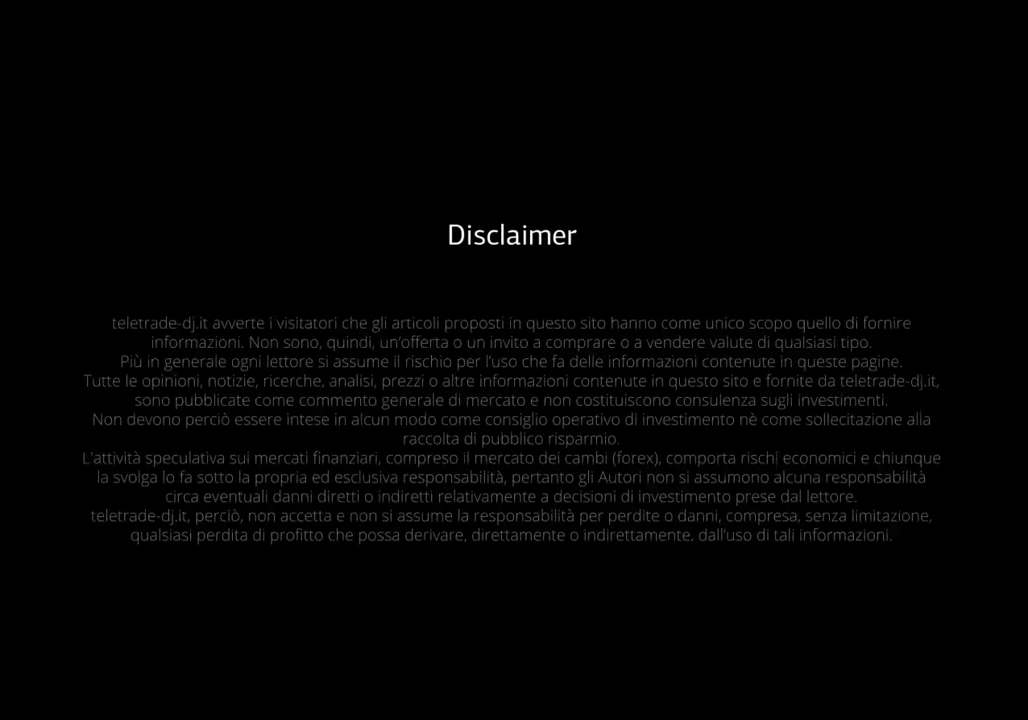 Disclaimer
teletrade-dj.it avverte i visitatori che gli articoli proposti in questo sito hanno come unico scopo quello di fornire
informazioni. Non sono, quindi, un'offerta o un invito a comprare o a vendere valute di qualsiasi tipo.
Più in generale ogni lettore si assume il rischio per l'uso che fa delle informazioni contenute in queste pagine.
Tutte le opinioni, notizie, ricerche, analisi, prezzi o altre informazioni contenute in questo sito e fornite da teletrade-dj.it,
sono pubblicate come commento generale di mercato e non costituiscono consulenza sugli investimenti.
Non devono perciò essere intese in alcun modo come consiglio operativo di investimento nè come sollecitazione alla
raccolta di pubblico risparmio.
L'attività speculativa sui mercati finanziari, compreso il mercato dei cambi (forex), comporta rischi economici e chiunque
la svolga lo fa sotto la propria ed esclusiva responsabilità, pertanto gli Autori non si assumono alcuna responsabilità
circa eventuali danni diretti o indiretti relativamente a decisioni di investimento prese dal lettore.
teletrade-dj.it, perciò, non accetta e non si assume la responsabilità per perdite o danni, compresa, senza limitazione,
qualsiasi perdita di profitto che possa derivare, direttamente o indirettamente, dall'uso di tali informazioni.